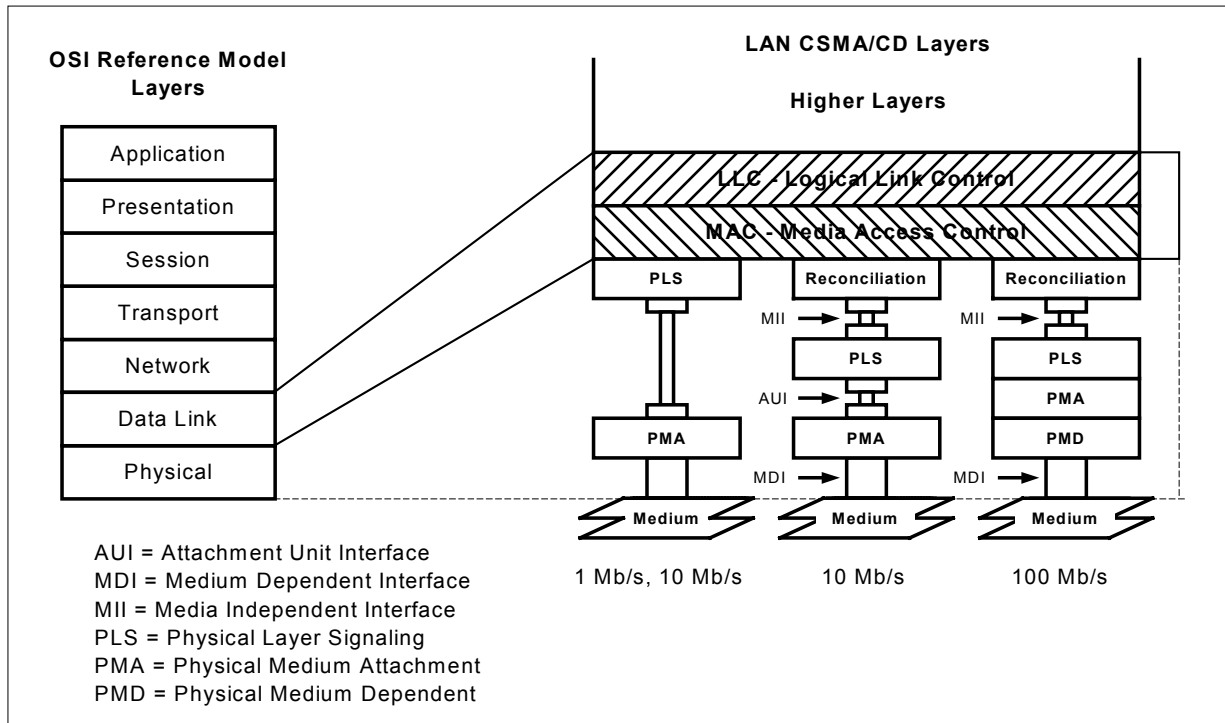 OSI Reference Model
Layers
Application
Presentation
Session
Transport
Network
Data Link
Physical
LAN CSMA/CD Layers
Higher Layers
LLC - Logical Link Control
MAC - Media Access Control
PLS
Reconciliation
Reconciliation
MII
MII
PLS
PLS
AUI
PMA
PMA
PMA
PMD
MDI
MDI
Medium
Medium
Medium
1 Mb/s, 10 Mb/s
10 Mb/s
100 Mb/s
AUI = Attachment Unit Interface
MDI = Medium Dependent Interface
MII = Media Independent Interface
PLS = Physical Layer Signaling
PMA = Physical Medium Attachment
PMD = Physical Medium Dependent